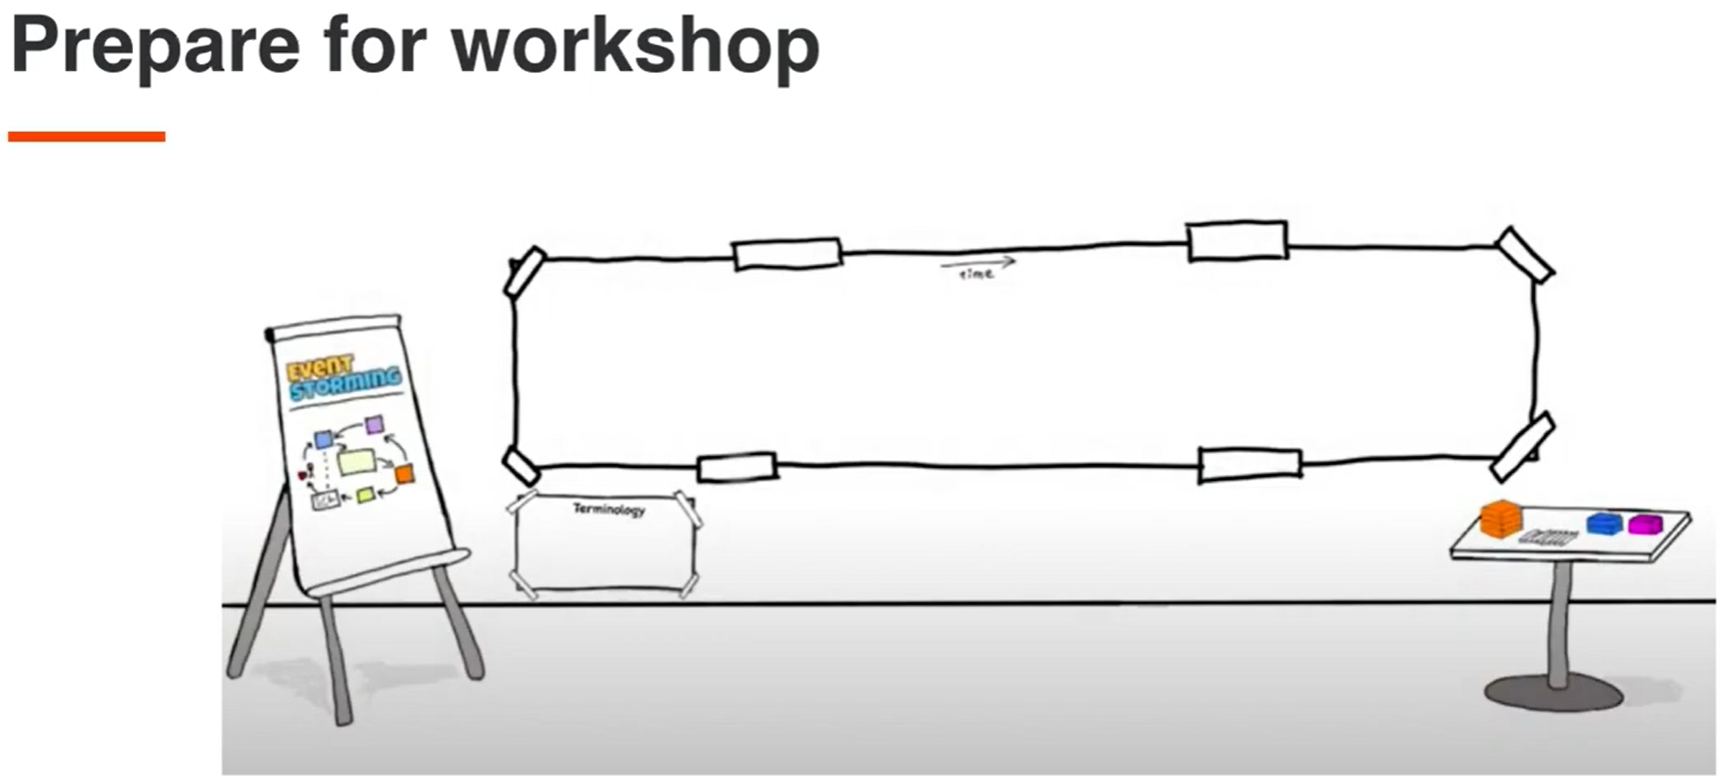 Prepare for workshop
time
EVENT
STORMING
Terminology